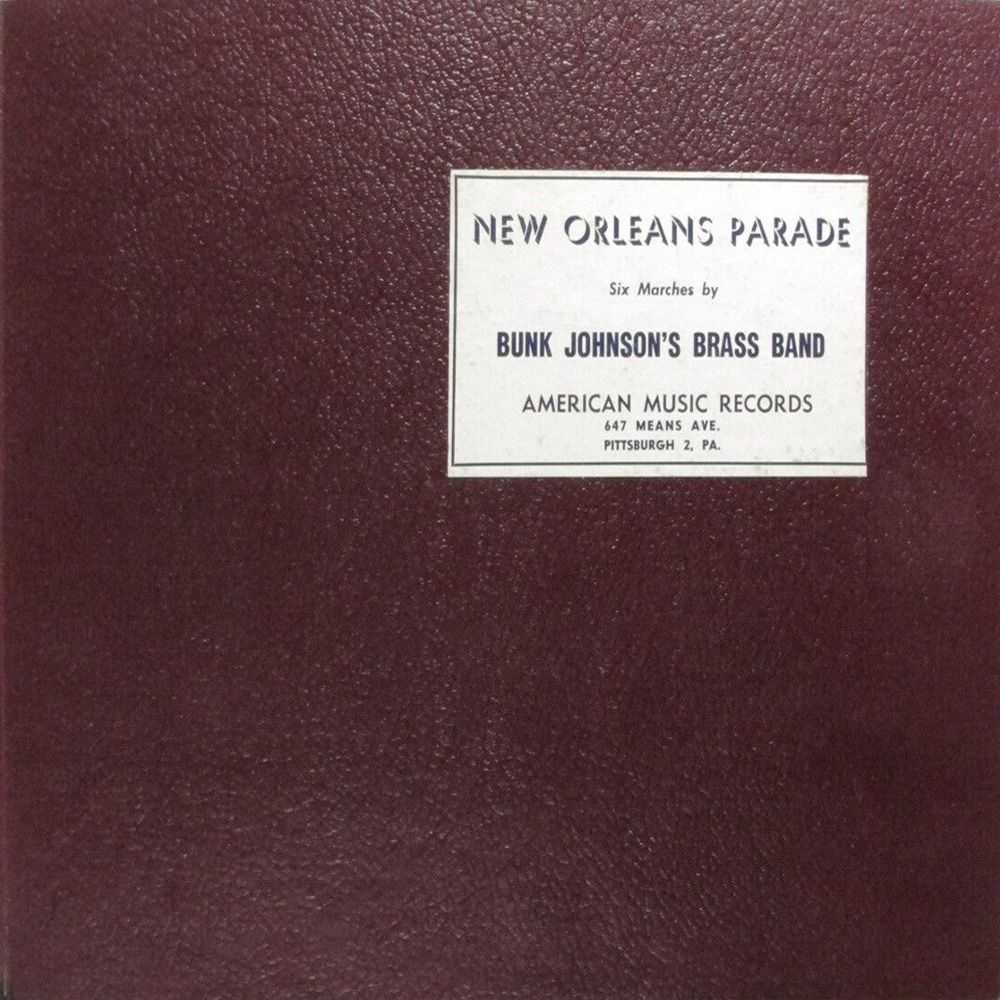 NEW ORLEANS PARADE
Six Marches by
BUNK JOHNSON'S BRASS BAND
AMERICAN MUSIC RECORDS
647 MEANS AVE.
PITTSBURGH 2, PA.